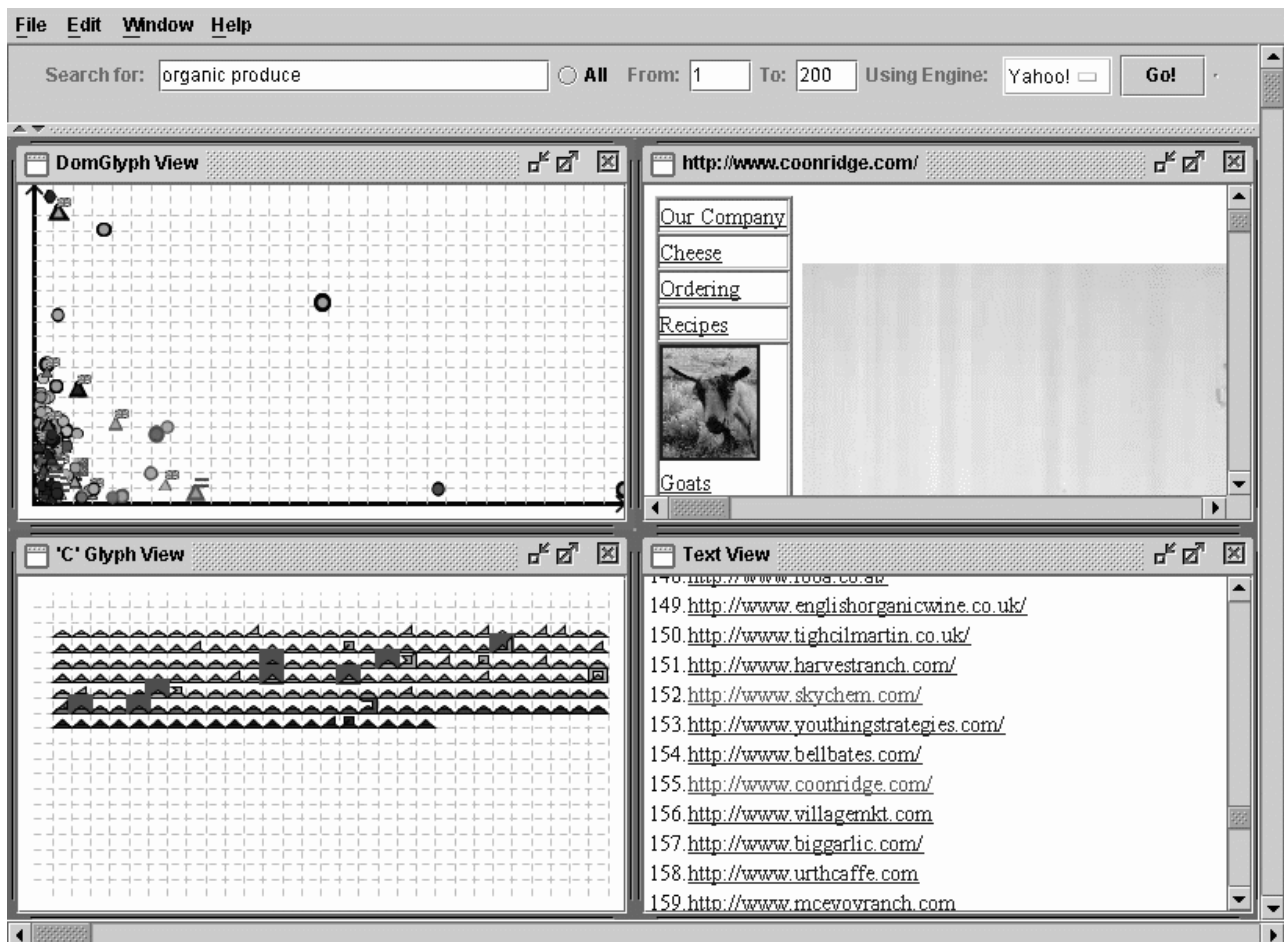 File Edit Window Help
Search for: organic produce All From: 1 To: 200 Using Engine: Yahoo! Go!
DomGlyph View
http://www.coonridge.com/
Our Company
Cheese
Ordering
Recipes
Goats
'C' Glyph View
Text View
149.http://www.englishorganicwine.co.uk/
150.http://www.tighcilmartin.co.uk/
151.http://www.harvestranch.com/
152.http://www.skychem.com/
153.http://www.youthingstrategies.com/
154.http://www.bellbates.com/
155.http://www.coonridge.com/
156.http://www.villagemkt.com
157.http://www.biggarlic.com/
158.http://www.urthcaffe.com
159.http://www.mcevoyranch.com